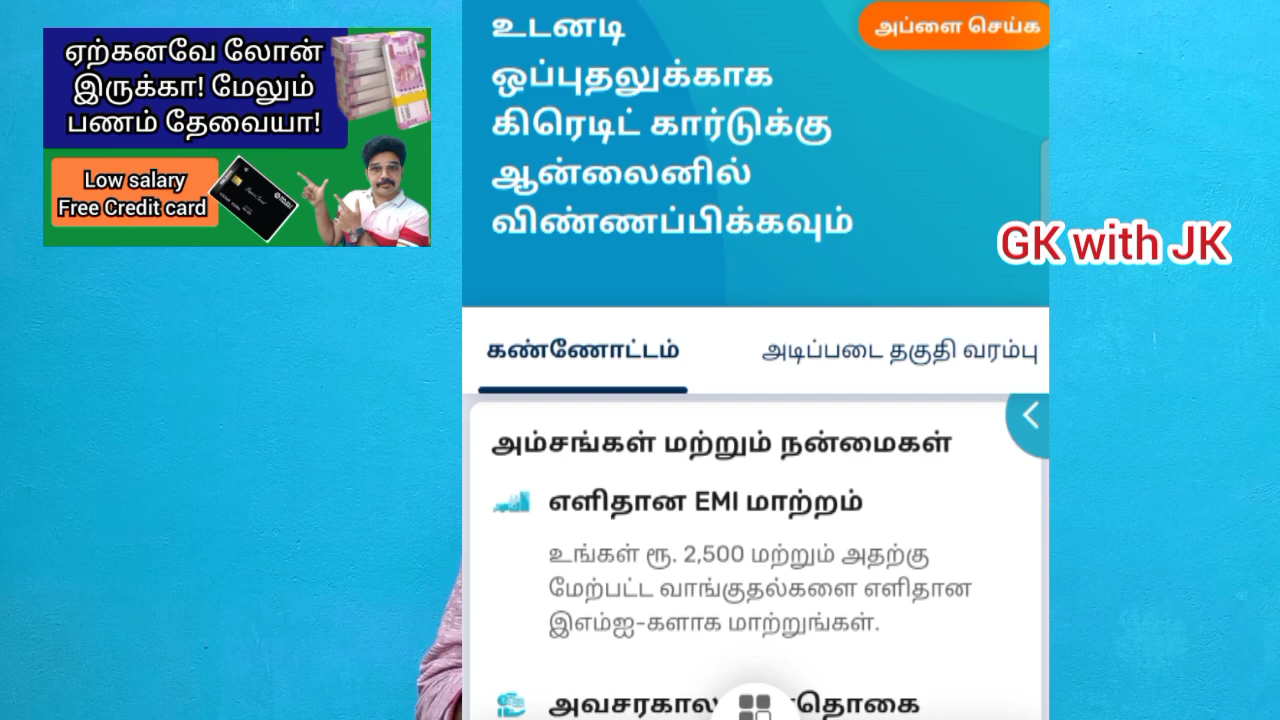 ஏற்கனவே லோன்
இருக்கா! மேலும்
பணம் தேவையா!
Low salary
Free Credit card
உடனடி
ஒப்புதலுக்காக
கிரெடிட் கார்டுக்கு
ஆன்லைனில்
விண்ணப்பிக்கவும்
அப்ளை செய்க
GK with JK
கண்ணோட்டம்
அடிப்படை தகுதி வரம்பு
அம்சங்கள் மற்றும் நன்மைகள்
எளிதான EMI மாற்றம்
உங்கள் ரூ. 2,500 மற்றும் அதற்கு
மேற்பட்ட வாங்குதல்களை எளிதான
இஎம்ஐ-களாக மாற்றுங்கள்.